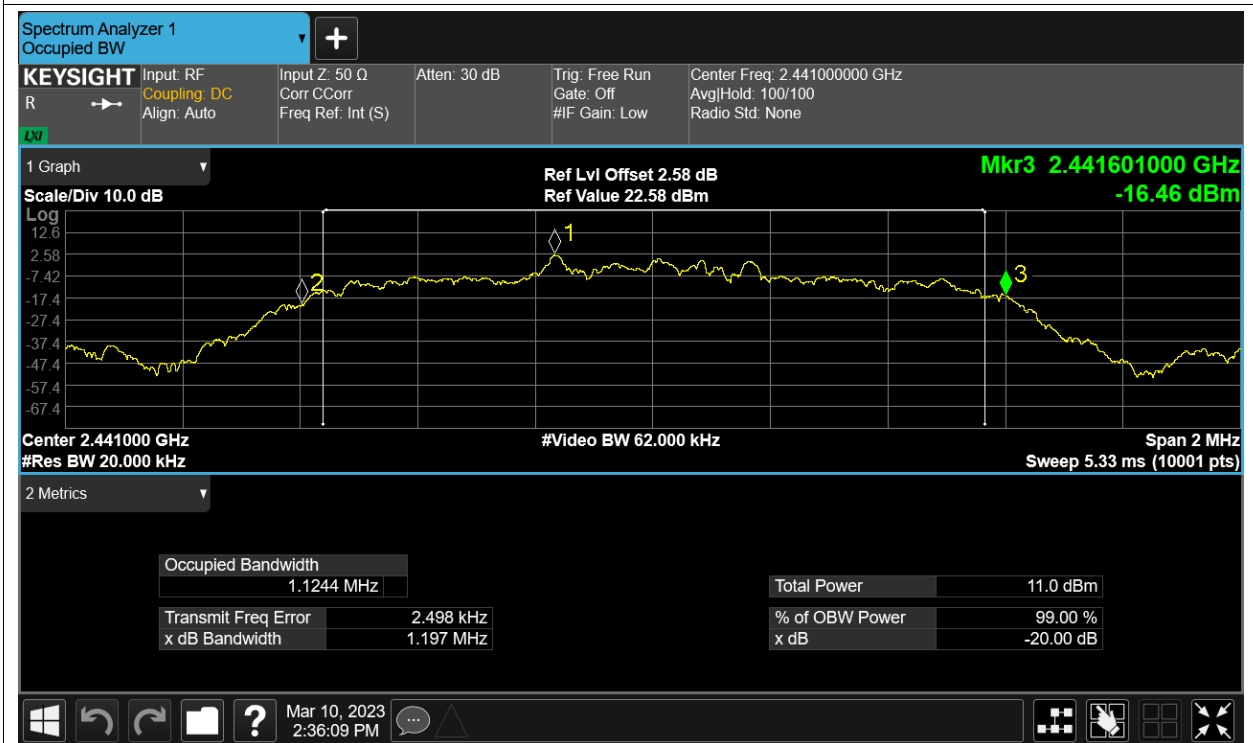 Spectrum Analyzer 1
Occupied BW
KEYSIGHT
R
LXI
Input: RF
Coupling: DC
Align: Auto
Input Z: 50 Ω
Corr CCorr
Freq Ref: Int (S)
Atten: 30 dB
Trig: Free Run
Gate: Off
#IF Gain: Low
Center Freq: 2.441000000 GHz
Avg|Hold: 100/100
Radio Std: None
1 Graph
Scale/Div 10.0 dB
Ref Lvl Offset 2.58 dB
Ref Value 22.58 dBm
Mkr3 2.441601000 GHz
-16.46 dBm
Log
12.6
2.58
-7.42
-17.4
-27.4
-37.4
-47.4
-57.4
-67.4
1
2
3
Center 2.441000 GHz
#Res BW 20.000 kHz
#Video BW 62.000 kHz
Span 2 MHz
Sweep 5.33 ms (10001 pts)
2 Metrics
Occupied Bandwidth
1.1244 MHz
Transmit Freq Error 2.498 kHz
x dB Bandwidth 1.197 MHz
Total Power 11.0 dBm
% of OBW Power 99.00 %
x dB -20.00 dB
?
Mar 10, 2023
2:36:09 PM